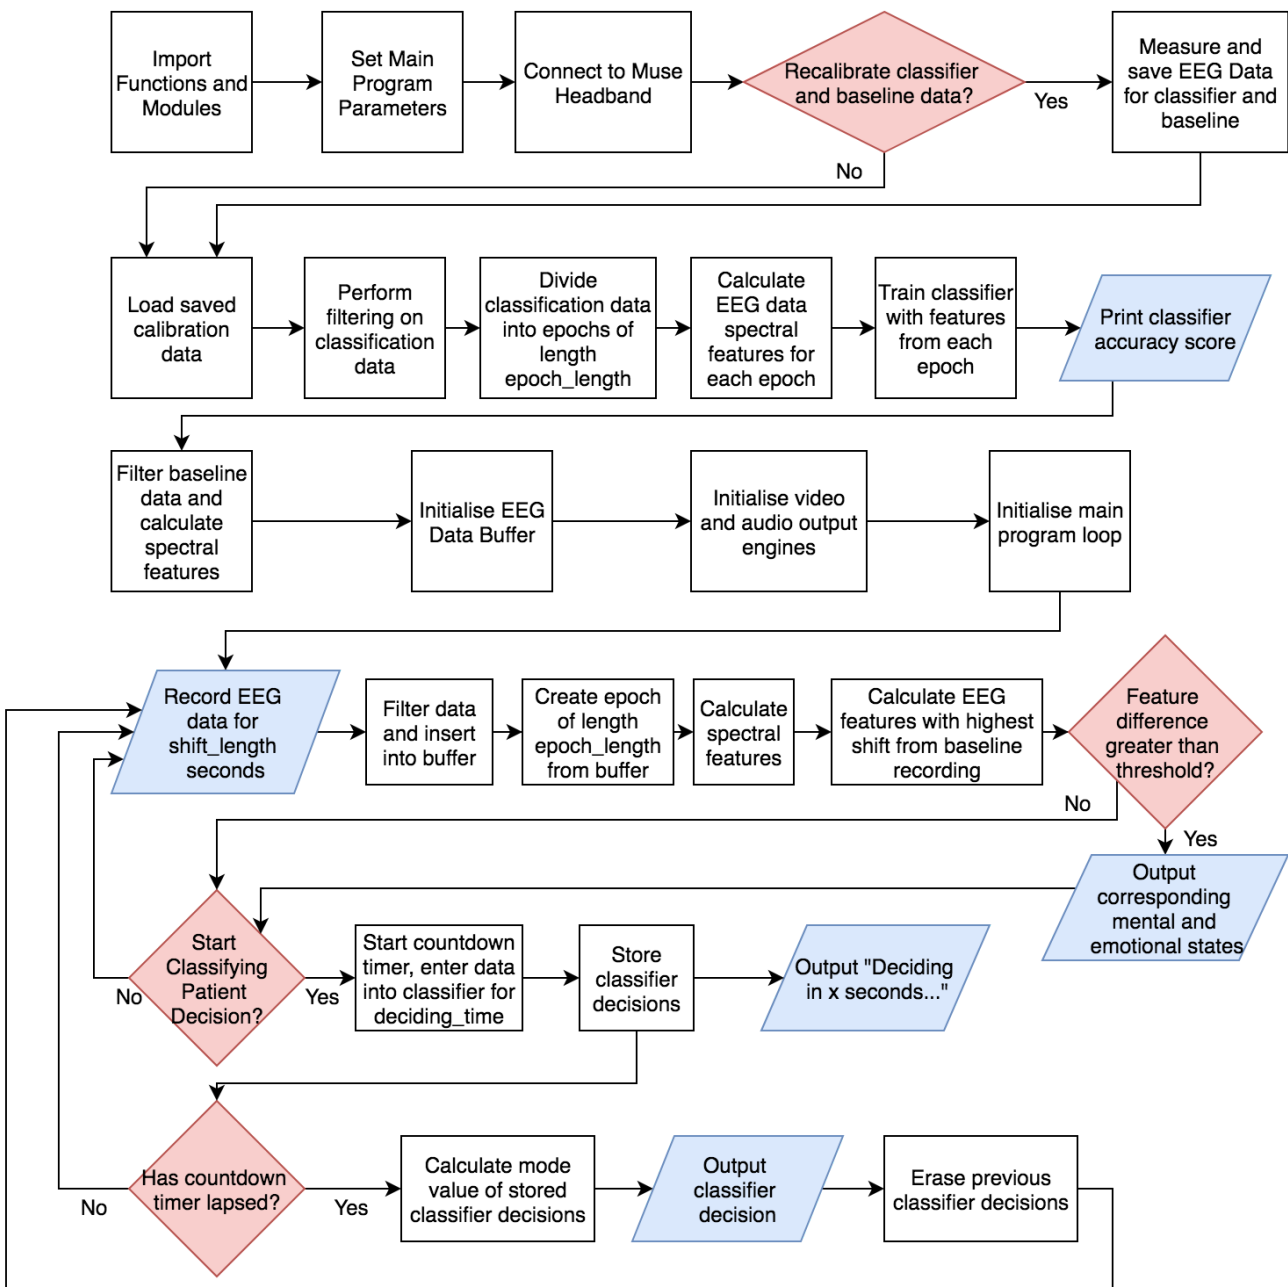 Import
Functions and
Modules
Set Main
Program
Parameters
Connect to Muse
Headband
Recalibrate classifier
and baseline data?
Yes
No
Measure and
save EEG Data
for classifier and
baseline
Load saved
calibration
data
Perform
filtering on
classification
data
Divide
classification data
into epochs of
length
epoch_length
Calculate
EEG data
spectral
features for
each epoch
Train classifier
with features
from each
epoch
Print classifier
accuracy score
Filter baseline
data and
calculate
spectral
features
Initialise EEG
Data Buffer
Initialise video
and audio output
engines
Initialise main
program loop
Record EEG
data for
shift_length
seconds
Filter data
and insert
into buffer
Create epoch
of length
epoch_length
from buffer
Calculate
spectral
features
Calculate EEG
features with highest
shift from baseline
recording
Feature
difference
greater than
threshold?
No
Yes
Output
corresponding
mental and
emotional states
Start
Classifying
Patient
Decision?
No
Yes
Start countdown
timer, enter data
into classifier for
deciding_time
Store
classifier
decisions
Output "Deciding
in x seconds..."
Has countdown
timer lapsed?
No
Yes
Calculate mode
value of stored
classifier decisions
Output
classifier
decision
Erase previous
classifier decisions